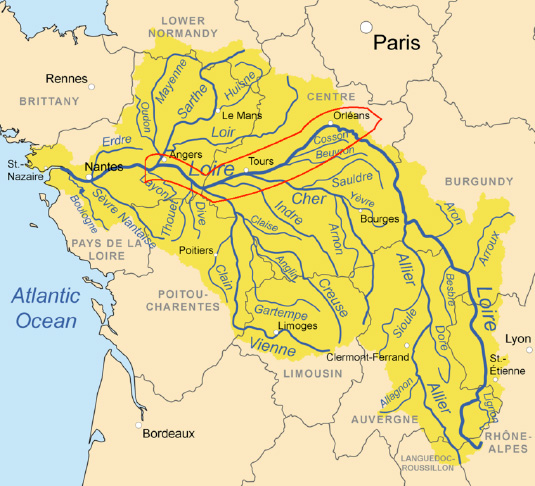 LOWER
NORMANDY
Paris
Rennes
BRITTANY
Mayenne
Sarthe
Huisne
Oudon
Le Mans
CENTRE
Orléans
Loir
Erdre
Angers
Cosson
Beuvron
Loire
Tours
St.-
Nazaire
Nantes
Layon
Thouet
Dive
Sauldre
Cher
Yèvre
BURGUNDY
Boulogne
Sèvre Nantaise
Indre
Claise
Bourges
Aron
Arroux
PAYS DE LA
LOIRE
Poitiers
Arnon
Anglin
Creuse
Clain
Allier
Besbre
Loire
Atlantic
Ocean
POITOU-
CHARENTES
Gartempe
Limoges
Vienne
Sioule
Dore
Lyon
Clermont-Ferrand
St.-
Étienne
LIMOUSIN
Allagnon
Allier
Lignon
AUVERGNE
RHÔNE-
ALPES
Bordeaux
LANGUEDOC-
ROUSSILLON